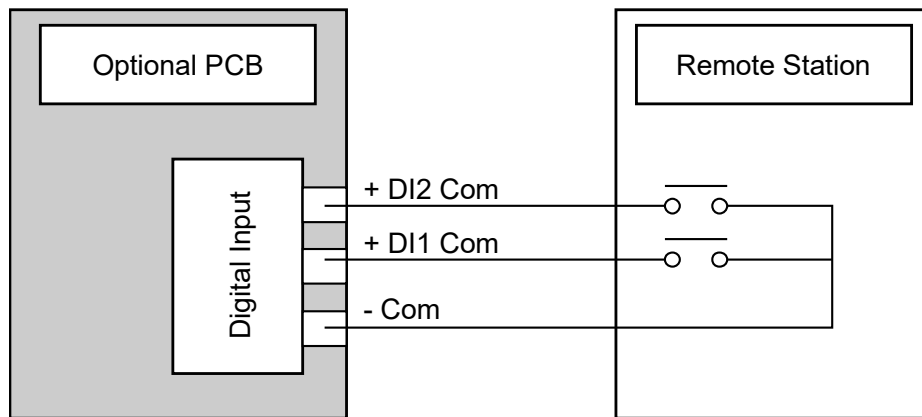 Optional PCB
Remote Station
Digital Input
+ DI2 Com
+ DI1 Com
- Com